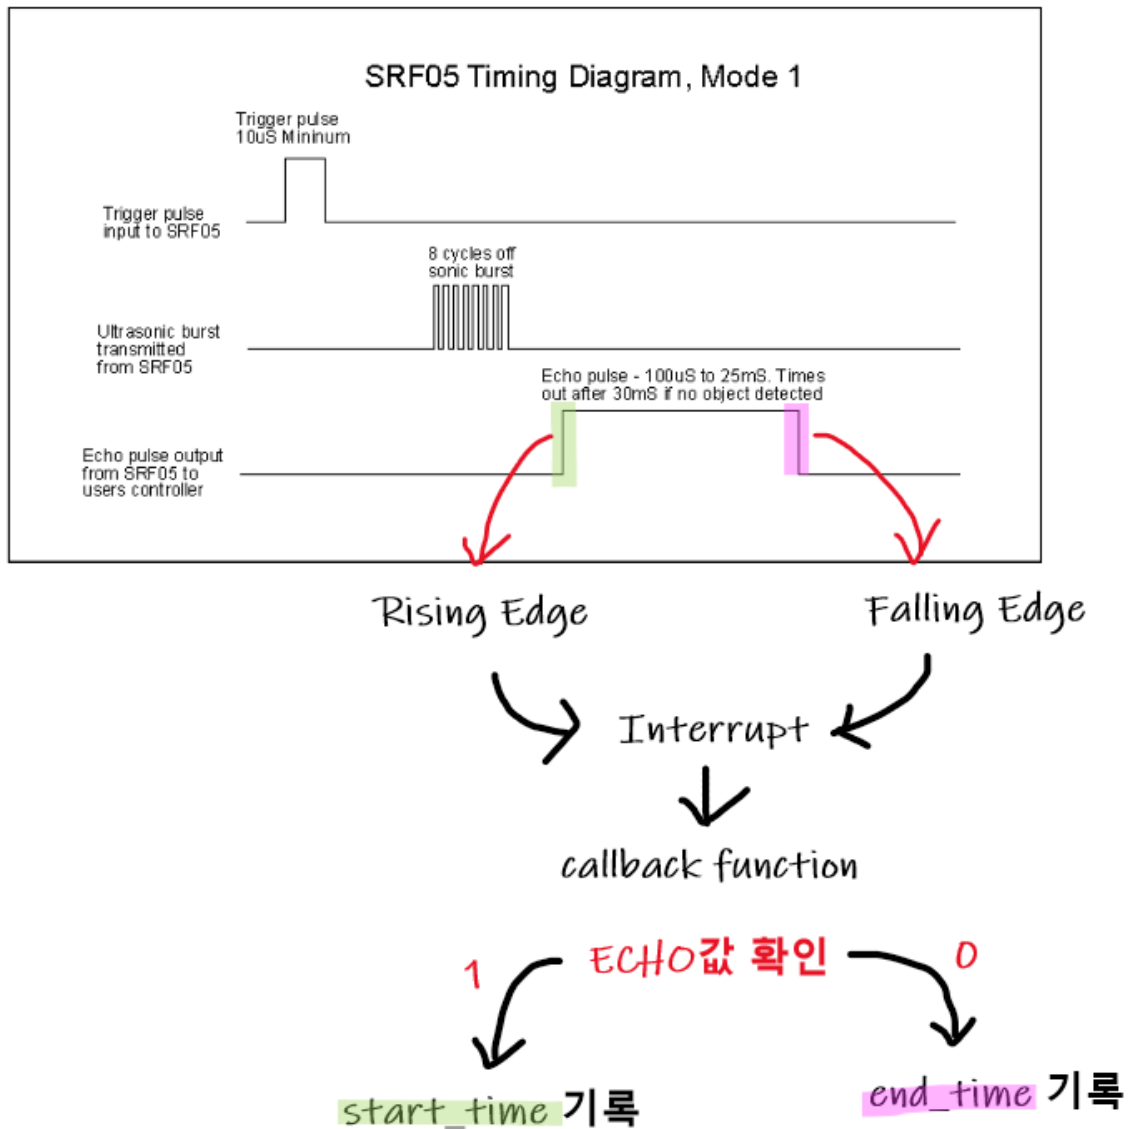 SRF05 Timing Diagram, Mode 1
Trigger pulse
10uS Mininum
Trigger pulse
input to SRF05
8 cycles off
sonic burst
Ultrasonic burst
transmitted
from SRF05
Echo pulse - 100uS to 25mS. Times
out after 30mS if no object detected
Echo pulse output
from SRF05 to
users controller
Rising Edge
Falling Edge
Interrupt
callback function
1
ECHO값 확인
0
start_time 기록
end_time 기록